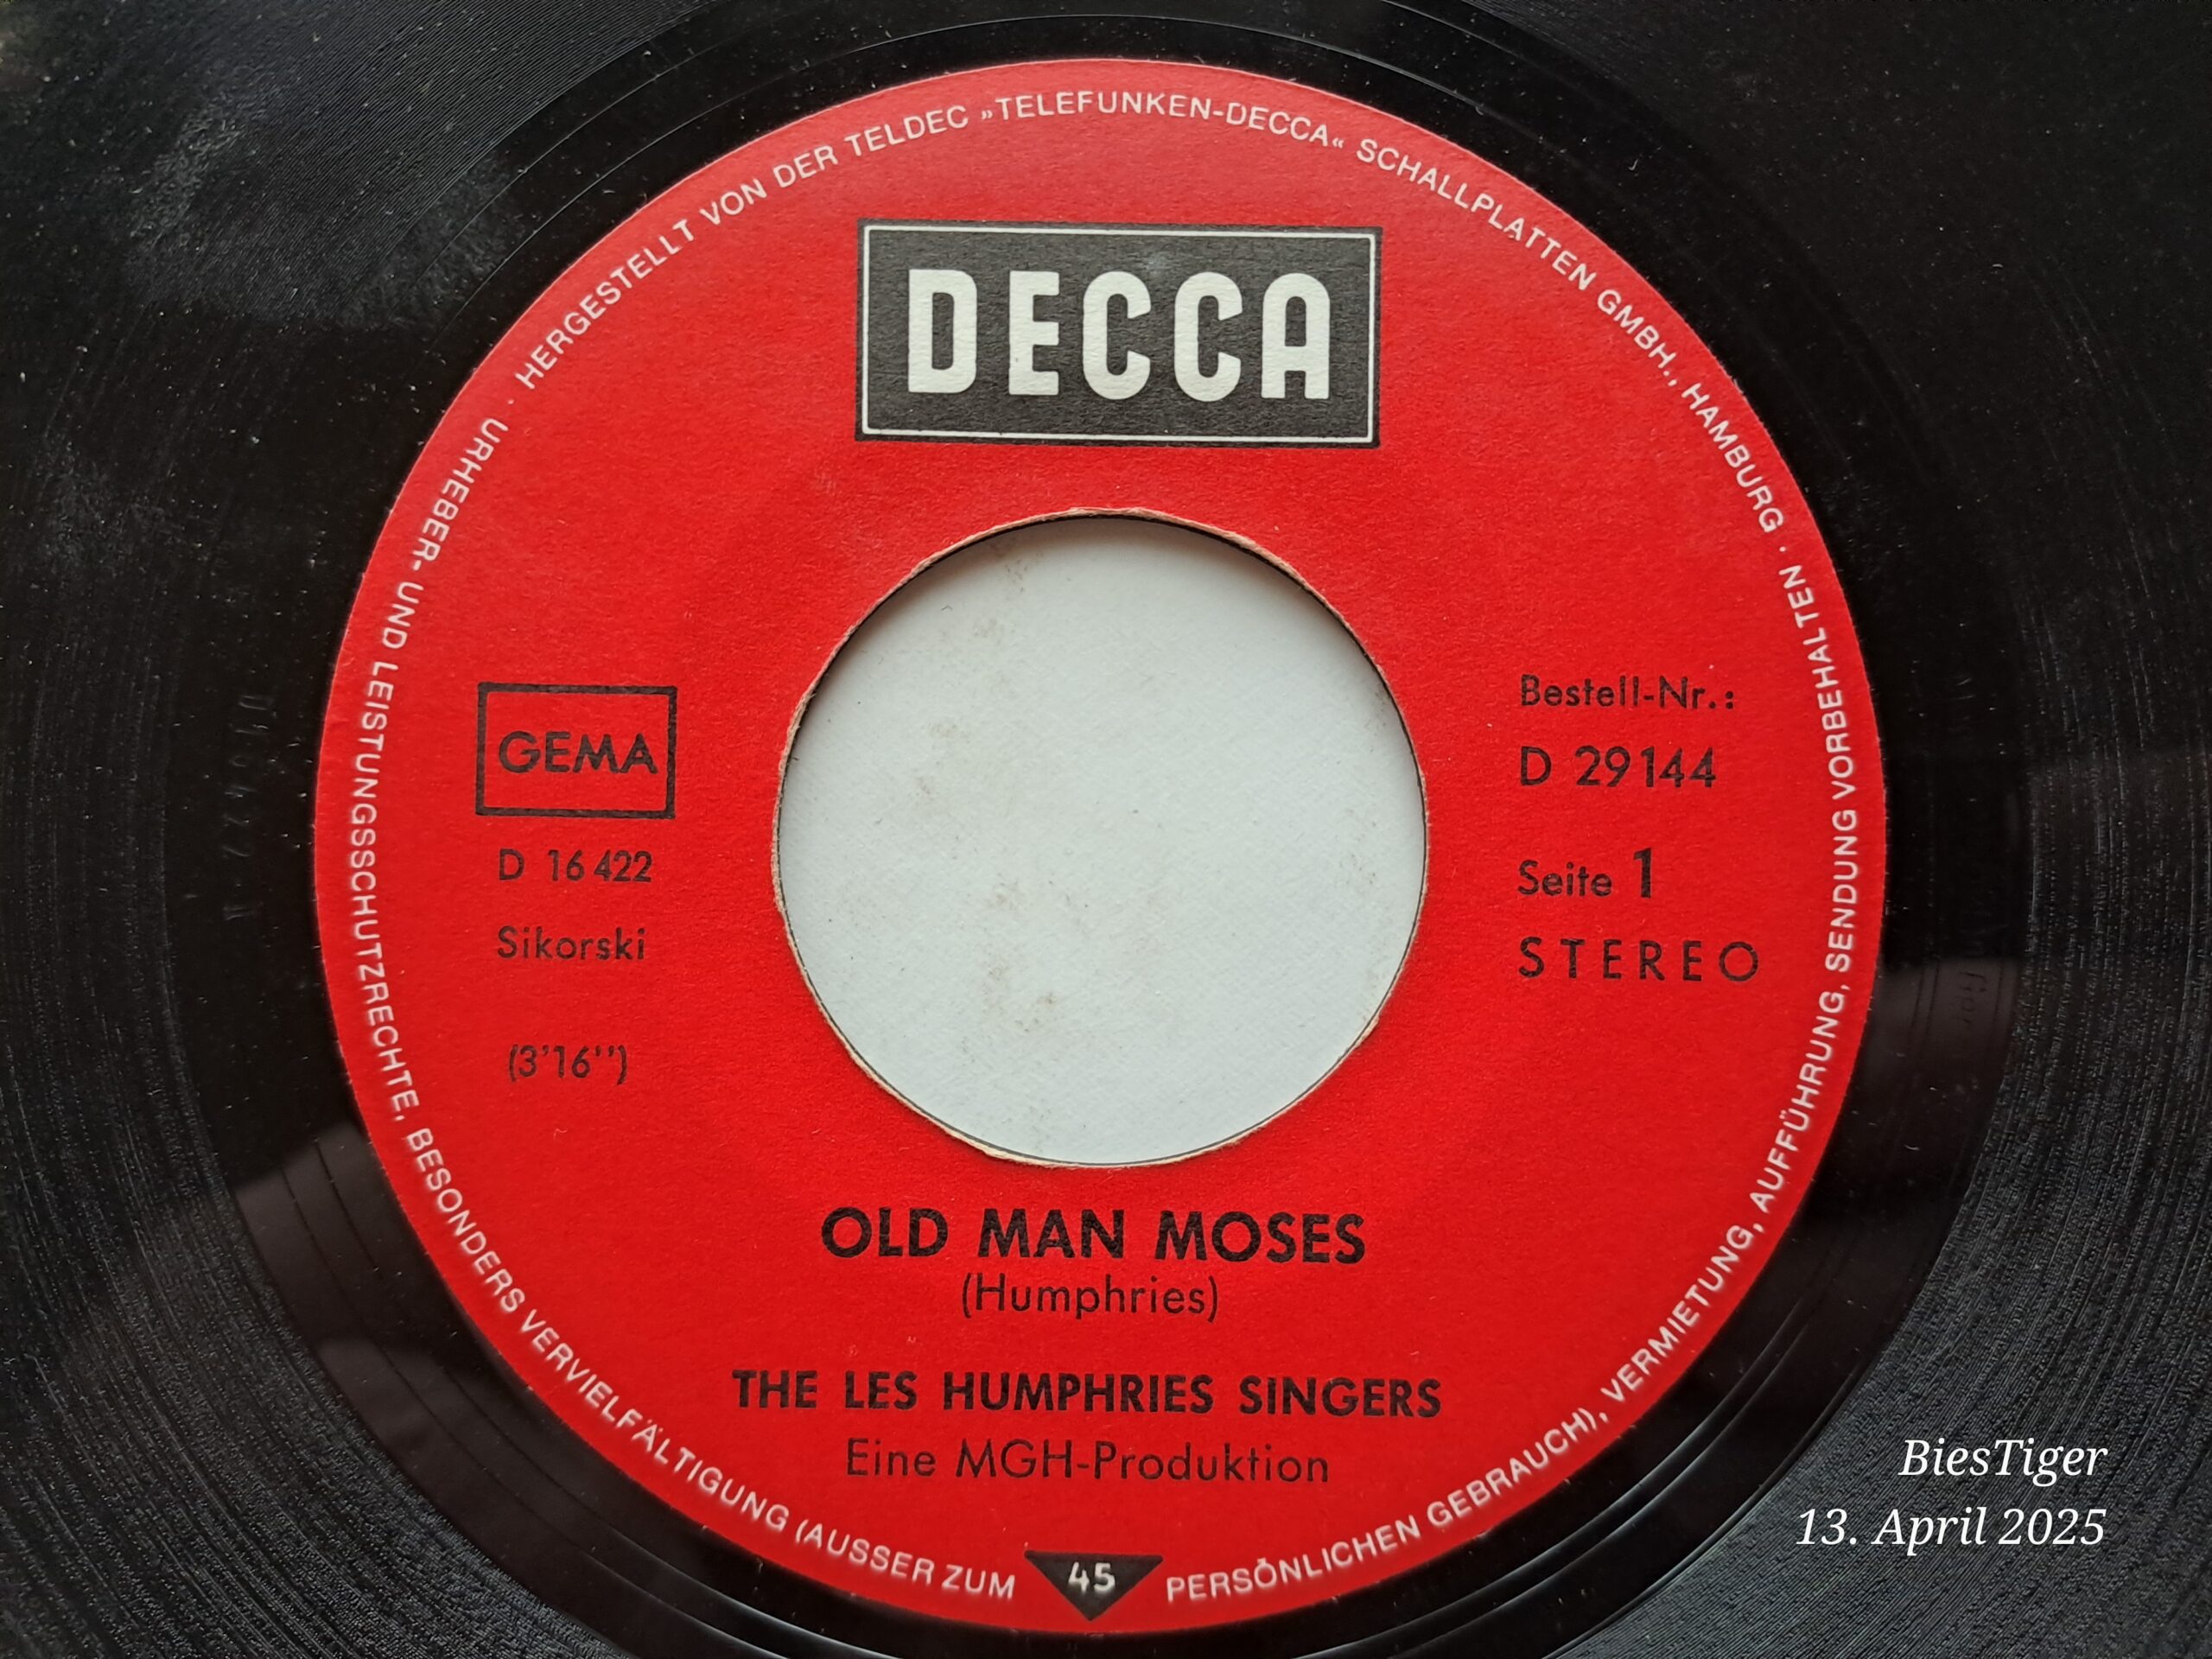 HERGESTELLT VON DER TELDEC »TELEFUNKEN-DECCA« SCHALLPLATTEN GMBH., HAMBURG · URHEBER- UND LEISTUNGSSCHUTZRECHTE, BESONDERS VERVIELFÄLTIGUNG (AUSSER ZUM PERSÖNLICHEN GEBRAUCH), VERMIETUNG, AUFFÜHRUNG, SENDUNG VORBEHALTEN ·
DECCA
GEMA
D 16 422
Sikorski
(3'16'')
Bestell-Nr.:
D 29144
Seite 1
STEREO
OLD MAN MOSES
(Humphries)
THE LES HUMPHRIES SINGERS
Eine MGH-Produktion
45
BiesTiger
13. April 2025